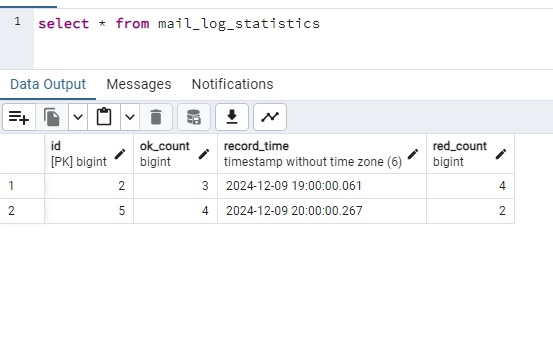 1 select * from mail_log_statistics
Data Output Messages Notifications
id ok_count record_time red_count
[PK] bigint bigint timestamp without time zone (6) bigint
1 2 3 2024-12-09 19:00:00.061 4
2 5 4 2024-12-09 20:00:00.267 2